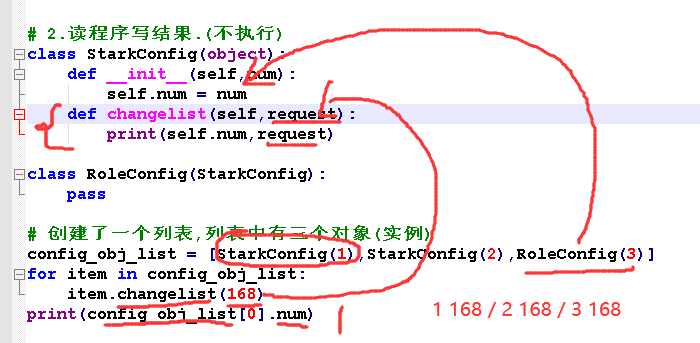 # 2.读程序写结果.(不执行)
class StarkConfig(object):
    def __init__(self,num):
        self.num = num
    def changelist(self,request):
        print(self.num,request)
class RoleConfig(StarkConfig):
    pass
# 创建了一个列表,列表中有三个对象(实例)
config_obj_list = [StarkConfig(1),StarkConfig(2),RoleConfig(3)]
for item in config_obj_list:
    item.changelist(168)
print(config_obj_list[0].num) 1
1 168 / 2 168 / 3 168